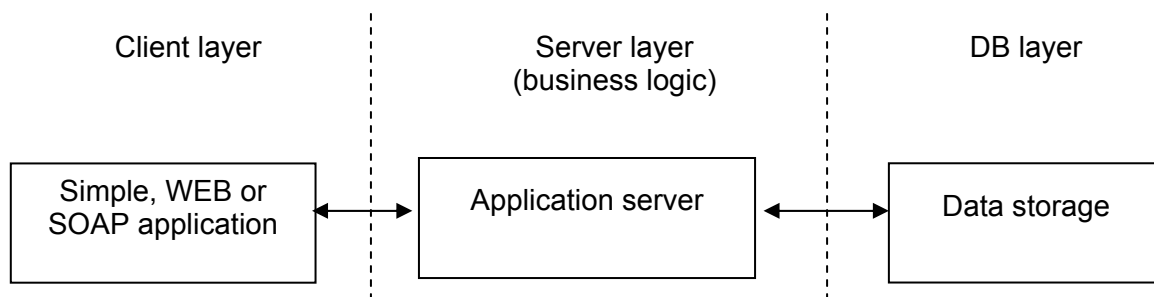 Client layer
Server layer
(business logic)
DB layer
Simple, WEB or
SOAP application
Application server
Data storage